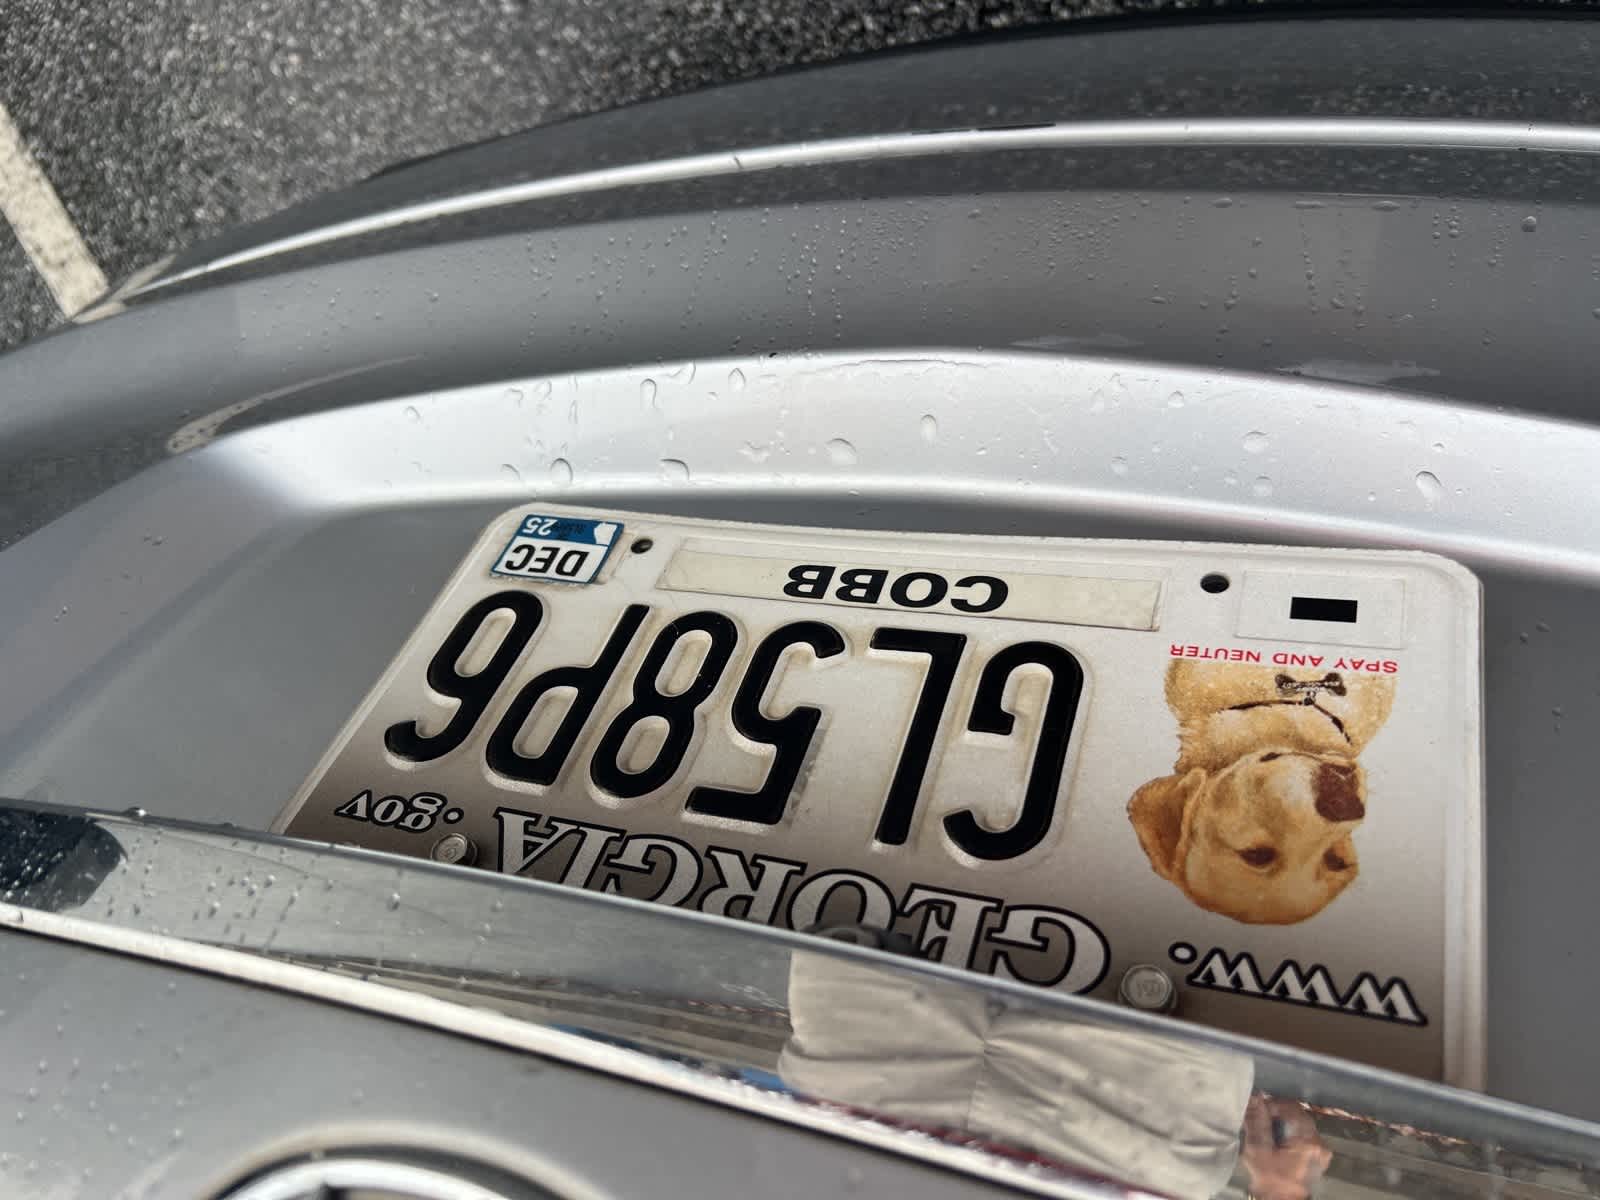 www.GEORGIA.gov
GL58P6
SPAY AND NEUTER
COBB
DEC
25